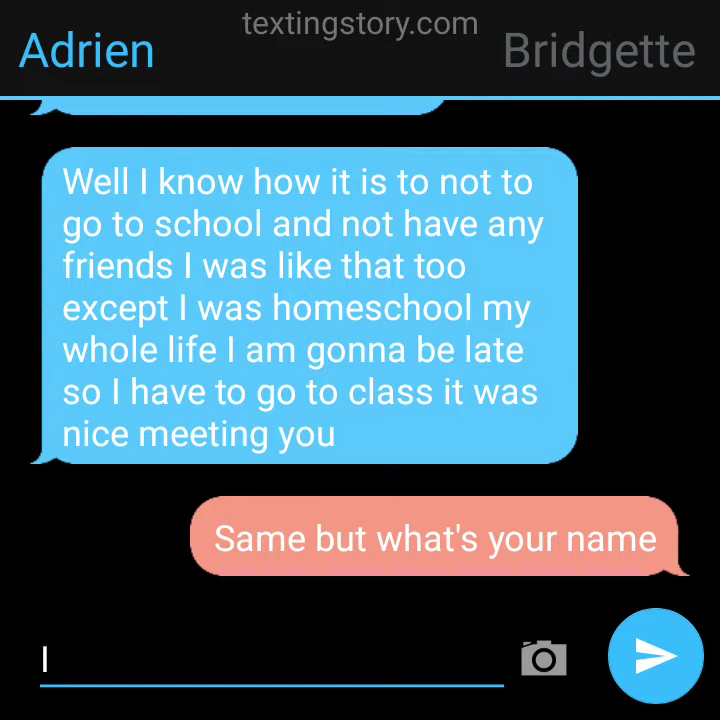 textingstory.com
Adrien
Bridgette
Well I know how it is to not to
go to school and not have any
friends I was like that too
except I was homeschool my
whole life I am gonna be late
so I have to go to class it was
nice meeting you
Same but what's your name